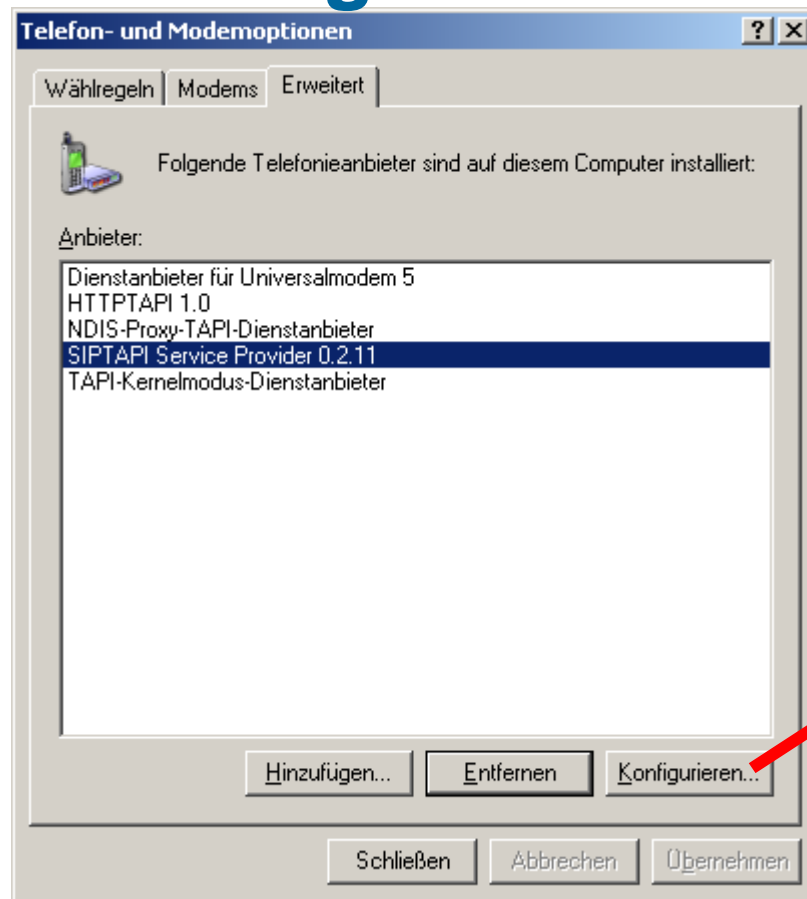 Telefon- und Modemoptionen
Wählregeln Modems Erweitert
Folgende Telefonieanbieter sind auf diesem Computer installiert:
Anbieter:
Dienstanbieter für Universalmodem 5
HTTPTAPI 1.0
NDIS-Proxy-TAPI-Dienstanbieter
SIPTAPI Service Provider 0.2.11
TAPI-Kernelmodus-Dienstanbieter
Hinzufügen... Entfernen Konfigurieren...
Schließen Abbrechen Übernehmen